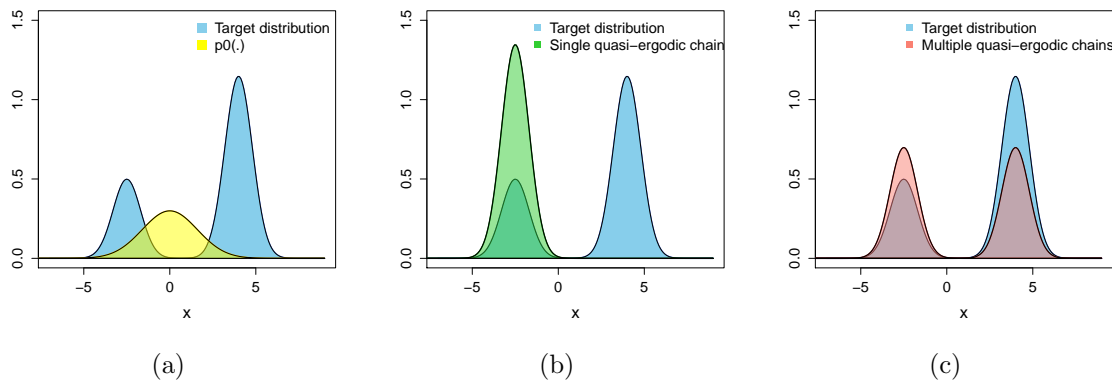 1.5
1.0
0.5
0.0
Target distribution
p0(.)
−5 0 5
x
(a)
1.5
1.0
0.5
0.0
Target distribution
Single quasi−ergodic chain
−5 0 5
x
(b)
1.5
1.0
0.5
0.0
Target distribution
Multiple quasi−ergodic chains
−5 0 5
x
(c)